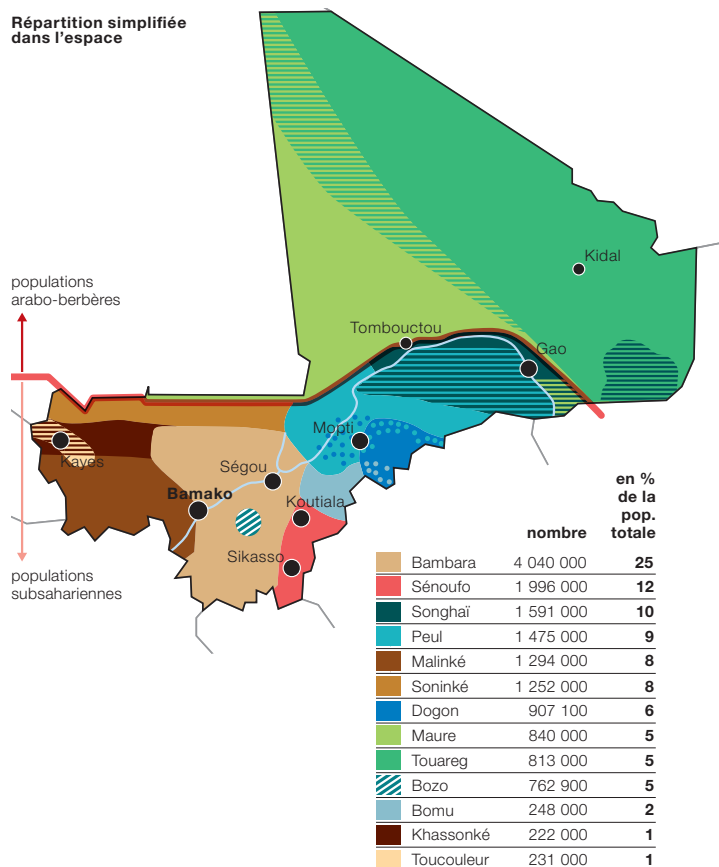 Répartition simplifiée
dans l'espace
Kidal
populations
arabo-berbères
Tombouctou
Gao
Mopti
Kayes
Ségou
Bamako
Koutiala
Sikasso
populations
subsahariennes
en %
de la
pop.
nombre totale
Bambara 4 040 000 25
Sénoufo 1 996 000 12
Songhaï 1 591 000 10
Peul 1 475 000 9
Malinké 1 294 000 8
Soninké 1 252 000 8
Dogon 907 100 6
Maure 840 000 5
Touareg 813 000 5
Bozo 762 900 5
Bomu 248 000 2
Khassonké 222 000 1
Toucouleur 231 000 1